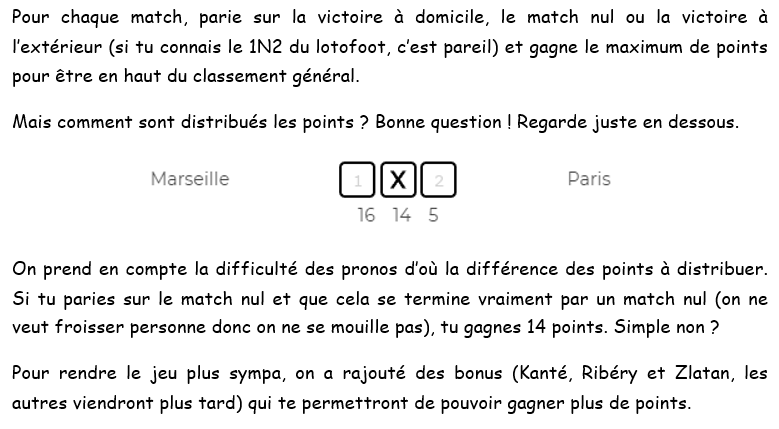 Pour chaque match, parie sur la victoire à domicile, le match nul ou la victoire à
l'extérieur (si tu connais le 1N2 du lotofoot, c'est pareil) et gagne le maximum de points
pour être en haut du classement général.
Mais comment sont distribués les points ? Bonne question ! Regarde juste en dessous.
Marseille 1 X 2 Paris
16 14 5
On prend en compte la difficulté des pronos d'où la différence des points à distribuer.
Si tu paries sur le match nul et que cela se termine vraiment par un match nul (on ne
veut froisser personne donc on ne se mouille pas), tu gagnes 14 points. Simple non ?
Pour rendre le jeu plus sympa, on a rajouté des bonus (Kanté, Ribéry et Zlatan, les
autres viendront plus tard) qui te permettront de pouvoir gagner plus de points.